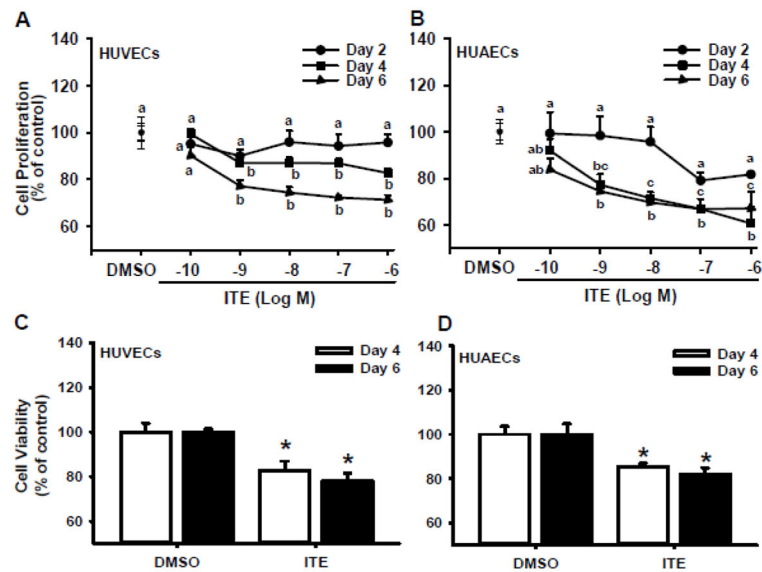 A
HUVECs
Day 2
Day 4
Day 6
Cell Proliferation
(% of control)
140
120
100
80
60
a
a
a
a
a
a
a
a
b
b
b
b
b
b
b
b
DMSO
-10
-9
-8
-7
-6
ITE (Log M)
B
HUAECs
Day 2
Day 4
Day 6
140
120
100
80
60
a
a
a
a
a
a
ab
bc
c
c
c
ab
b
b
b
b
DMSO
-10
-9
-8
-7
-6
ITE (Log M)
C
HUVECs
Day 4
Day 6
Cell Viability
(% of control)
140
120
100
80
60
*
*
DMSO
ITE
D
HUAECs
Day 4
Day 6
140
120
100
80
60
*
*
DMSO
ITE